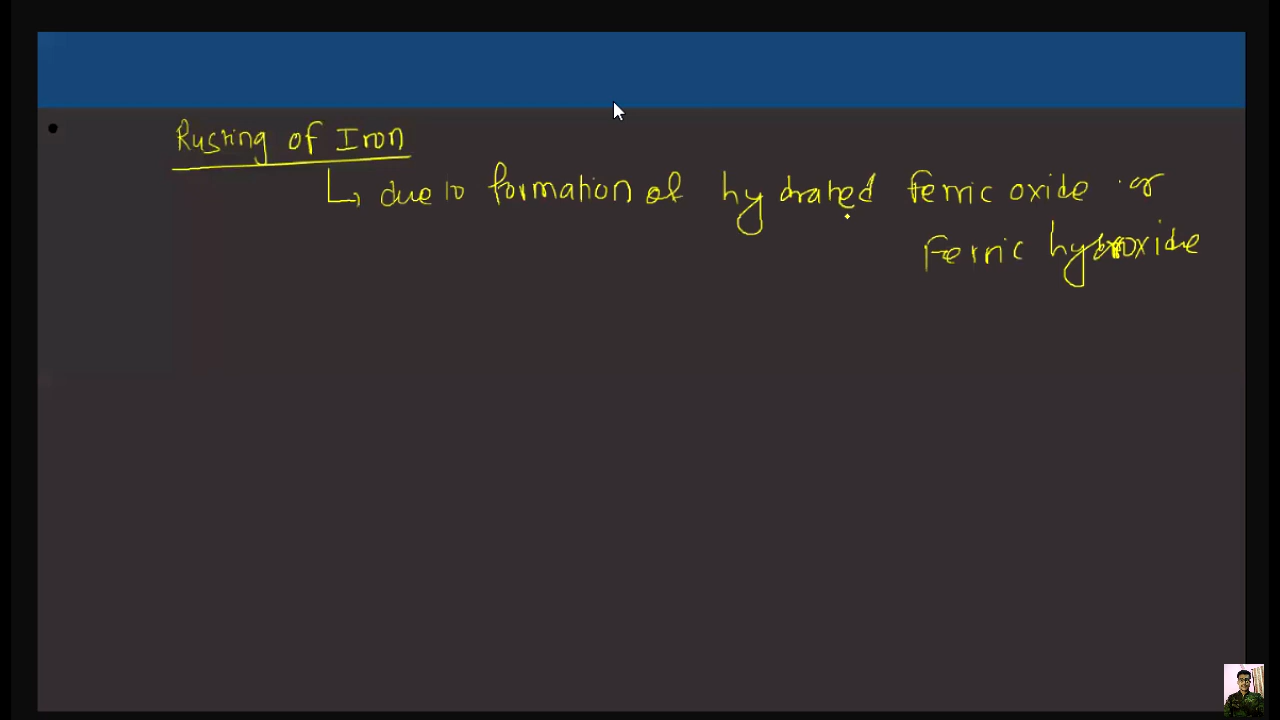 Rusting of Iron
↳ due to formation of hydrated ferric oxide or
Ferric hydroxide